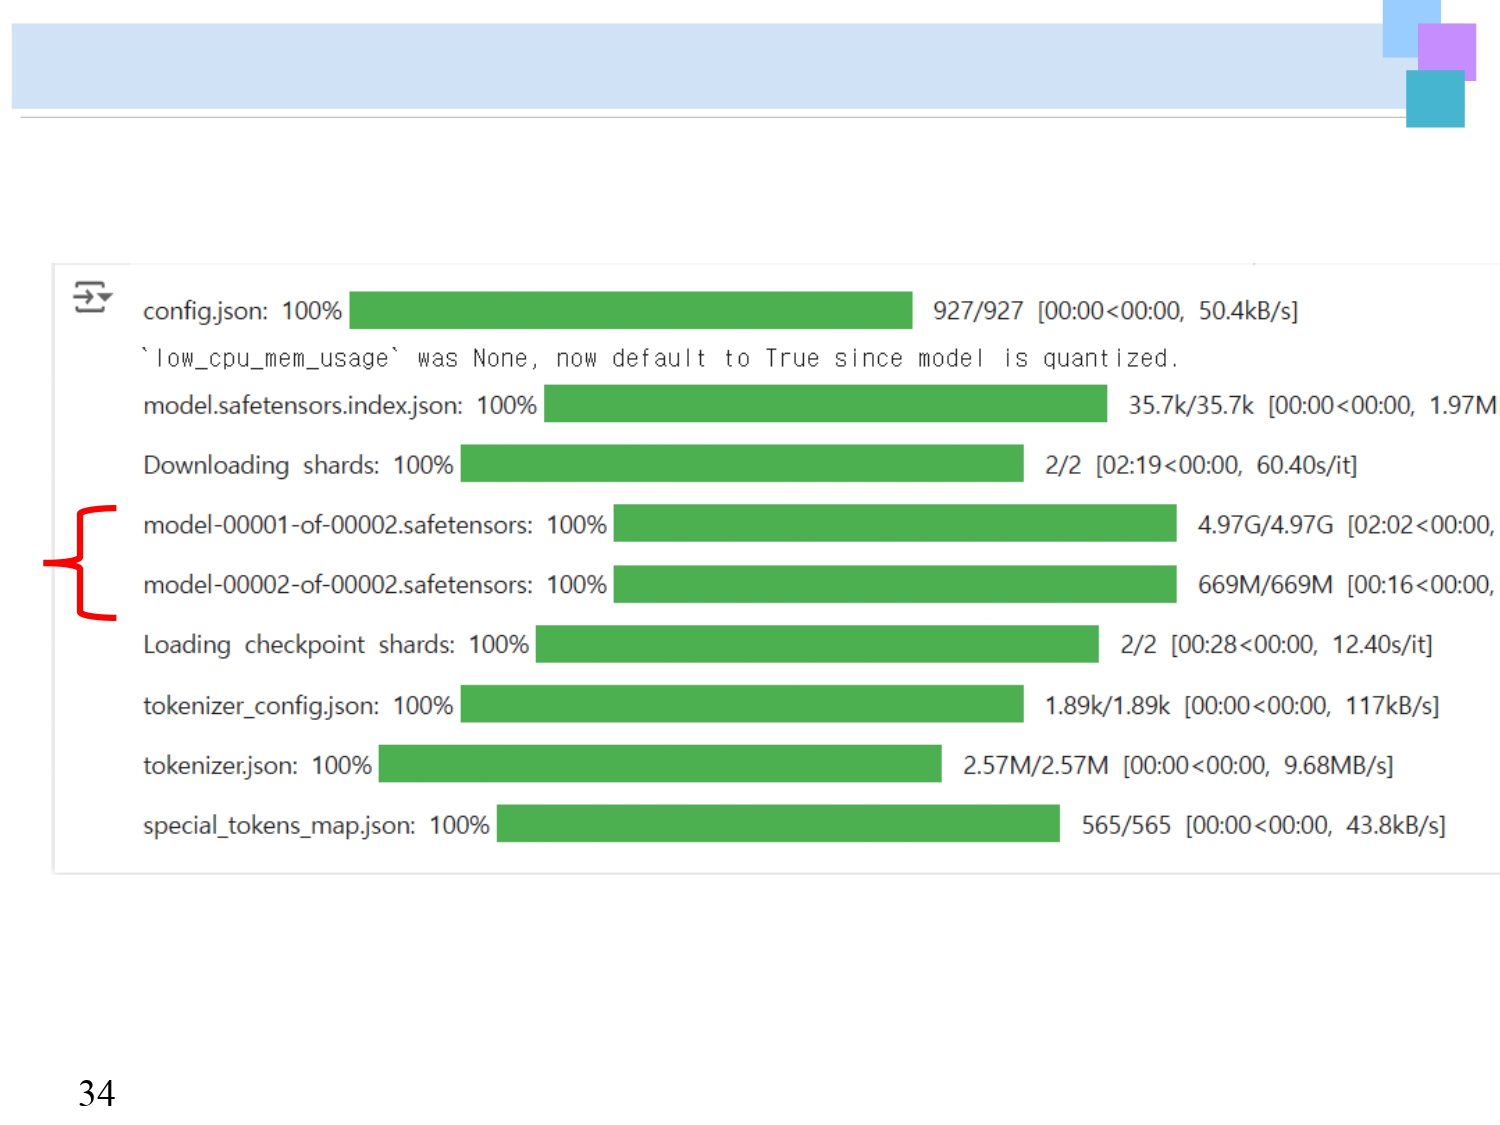 config.json: 100% 927/927 [00:00<00:00, 50.4kB/s]
`low_cpu_mem_usage` was None, now default to True since model is quantized.
model.safetensors.index.json: 100% 35.7k/35.7k [00:00<00:00, 1.97M
Downloading shards: 100% 2/2 [02:19<00:00, 60.40s/it]
model-00001-of-00002.safetensors: 100% 4.97G/4.97G [02:02<00:00,
model-00002-of-00002.safetensors: 100% 669M/669M [00:16<00:00,
Loading checkpoint shards: 100% 2/2 [00:28<00:00, 12.40s/it]
tokenizer_config.json: 100% 1.89k/1.89k [00:00<00:00, 117kB/s]
tokenizer.json: 100% 2.57M/2.57M [00:00<00:00, 9.68MB/s]
special_tokens_map.json: 100% 565/565 [00:00<00:00, 43.8kB/s]
34